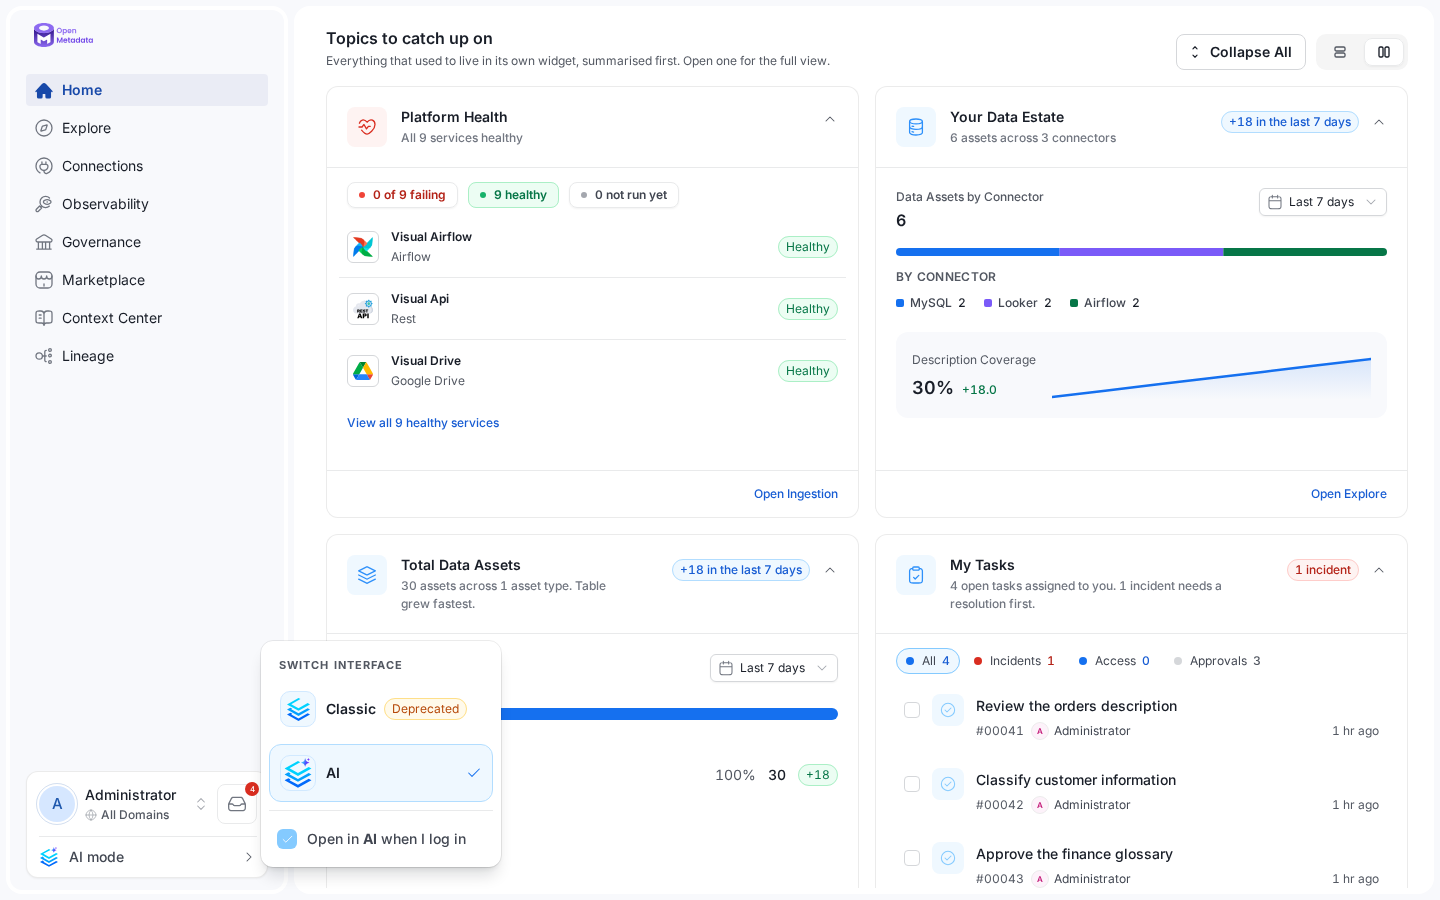 Open
Metadata
Home
Explore
Connections
Observability
Governance
Marketplace
Context Center
Lineage
A
Administrator
All Domains
4
AI mode
SWITCH INTERFACE
Classic Deprecated
AI
Open in AI when I log in
Topics to catch up on
Everything that used to live in its own widget, summarised first. Open one for the full view.
Collapse All
Platform Health
All 9 services healthy
0 of 9 failing
9 healthy
0 not run yet
Visual Airflow
Airflow
Healthy
Visual Api
Rest
REST
API
Healthy
Visual Drive
Google Drive
Healthy
View all 9 healthy services
Open Ingestion
Your Data Estate
6 assets across 3 connectors
+18 in the last 7 days
Data Assets by Connector
6
Last 7 days
BY CONNECTOR
MySQL 2
Looker 2
Airflow 2
Description Coverage
30% +18.0
Open Explore
Total Data Assets
30 assets across 1 asset type. Table
grew fastest.
+18 in the last 7 days
Last 7 days
100% 30 +18
My Tasks
4 open tasks assigned to you. 1 incident needs a
resolution first.
1 incident
All 4
Incidents 1
Access 0
Approvals 3
Review the orders description
#00041 A Administrator 1 hr ago
Classify customer information
#00042 A Administrator 1 hr ago
Approve the finance glossary
#00043 A Administrator 1 hr ago